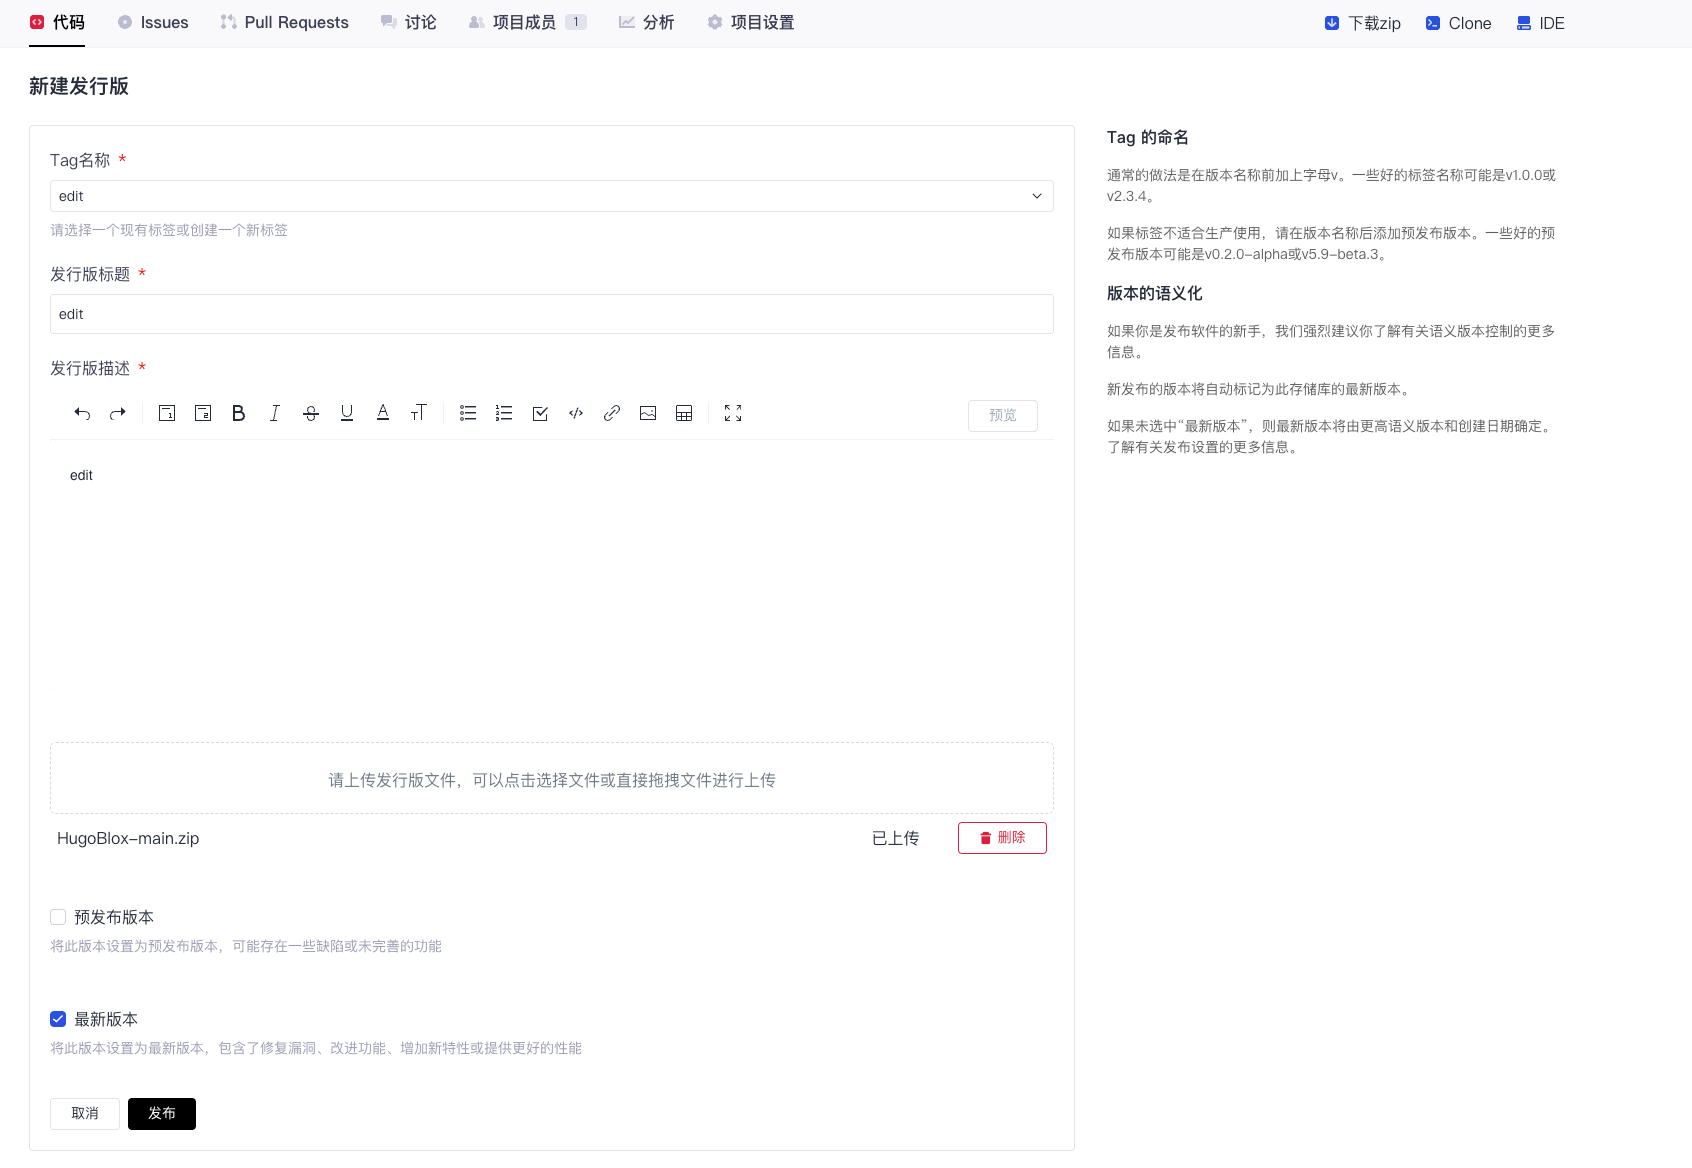 代码
Issues
Pull Requests
讨论
项目成员 1
分析
项目设置
下载zip
Clone
IDE
新建发行版
Tag名称 *
edit
请选择一个现有标签或创建一个新标签
发行版标题 *
edit
发行版描述 *
预览
edit
请上传发行版文件，可以点击选择文件或直接拖拽文件进行上传
HugoBlox-main.zip 已上传 删除
预发布版本
将此版本设置为预发布版本，可能存在一些缺陷或未完善的功能
最新版本
将此版本设置为最新版本，包含了修复漏洞、改进功能、增加新特性或提供更好的性能
取消 发布
Tag 的命名
通常的做法是在版本名称前加上字母v。一些好的标签名称可能是v1.0.0或
v2.3.4。
如果标签不适合生产使用，请在版本名称后添加预发布版本。一些好的预
发布版本可能是v0.2.0-alpha或v5.9-beta.3。
版本的语义化
如果你是发布软件的新手，我们强烈建议你了解有关语义版本控制的更多
信息。
新发布的版本将自动标记为此存储库的最新版本。
如果未选中“最新版本”，则最新版本将由更高语义版本和创建日期确定。
了解有关发布设置的更多信息。